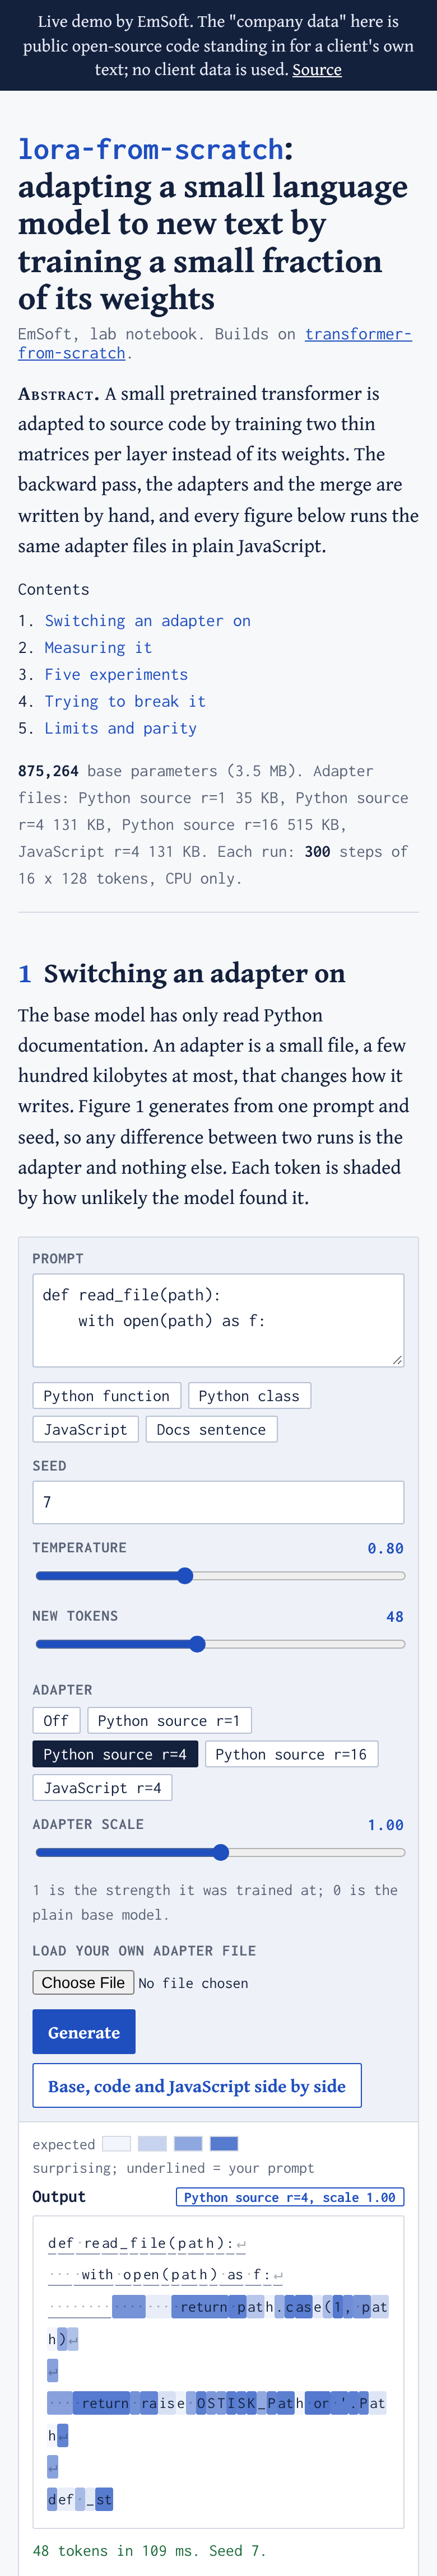 Live demo by EmSoft. The "company data" here is
public open-source code standing in for a client's own
text; no client data is used. Source
lora-from-scratch:
adapting a small language
model to new text by
training a small fraction
of its weights
EmSoft, lab notebook. Builds on transformer-
from-scratch.
Abstract. A small pretrained transformer is
adapted to source code by training two thin
matrices per layer instead of its weights. The
backward pass, the adapters and the merge are
written by hand, and every figure below runs the
same adapter files in plain JavaScript.
Contents
1. Switching an adapter on
2. Measuring it
3. Five experiments
4. Trying to break it
5. Limits and parity
875,264 base parameters (3.5 MB). Adapter
files: Python source r=1 35 KB, Python source
r=4 131 KB, Python source r=16 515 KB,
JavaScript r=4 131 KB. Each run: 300 steps of
16 x 128 tokens, CPU only.
1 Switching an adapter on
The base model has only read Python
documentation. An adapter is a small file, a few
hundred kilobytes at most, that changes how it
writes. Figure 1 generates from one prompt and
seed, so any difference between two runs is the
adapter and nothing else. Each token is shaded
by how unlikely the model found it.
PROMPT
def read_file(path):
    with open(path) as f:
Python function Python class
JavaScript Docs sentence
SEED
7
TEMPERATURE 0.80
NEW TOKENS 48
ADAPTER
Off Python source r=1
Python source r=4 Python source r=16
JavaScript r=4
ADAPTER SCALE 1.00
1 is the strength it was trained at; 0 is the
plain base model.
LOAD YOUR OWN ADAPTER FILE
Choose File No file chosen
Generate
Base, code and JavaScript side by side
expected
surprising; underlined = your prompt
Output Python source r=4, scale 1.00
def·read_file(path):↵
····with·open(path)·as·f:↵
···············return·path.case(1,·pat
h)↵
↵
····return·raise·OSTISK_Path·or·'.Pat
h↵
↵
def·_st
48 tokens in 109 ms. Seed 7.